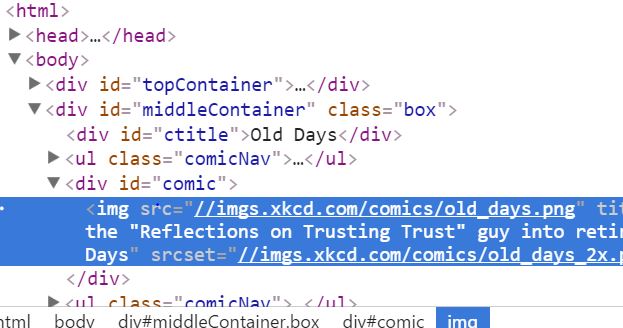 <html>
<head>…</head>
<body>
<div id="topContainer">…</div>
<div id="middleContainer" class="box">
<div id="ctitle">Old Days</div>
<ul class="comicNav">…</ul>
<div id="comic">
<img src="//imgs.xkcd.com/comics/old_days.png" tit
the "Reflections on Trusting Trust" guy into reti
Days" srcset="//imgs.xkcd.com/comics/old_days_2x.p
</div>
<ul class="comicNav">…</ul>
html body div#middleContainer.box div#comic img